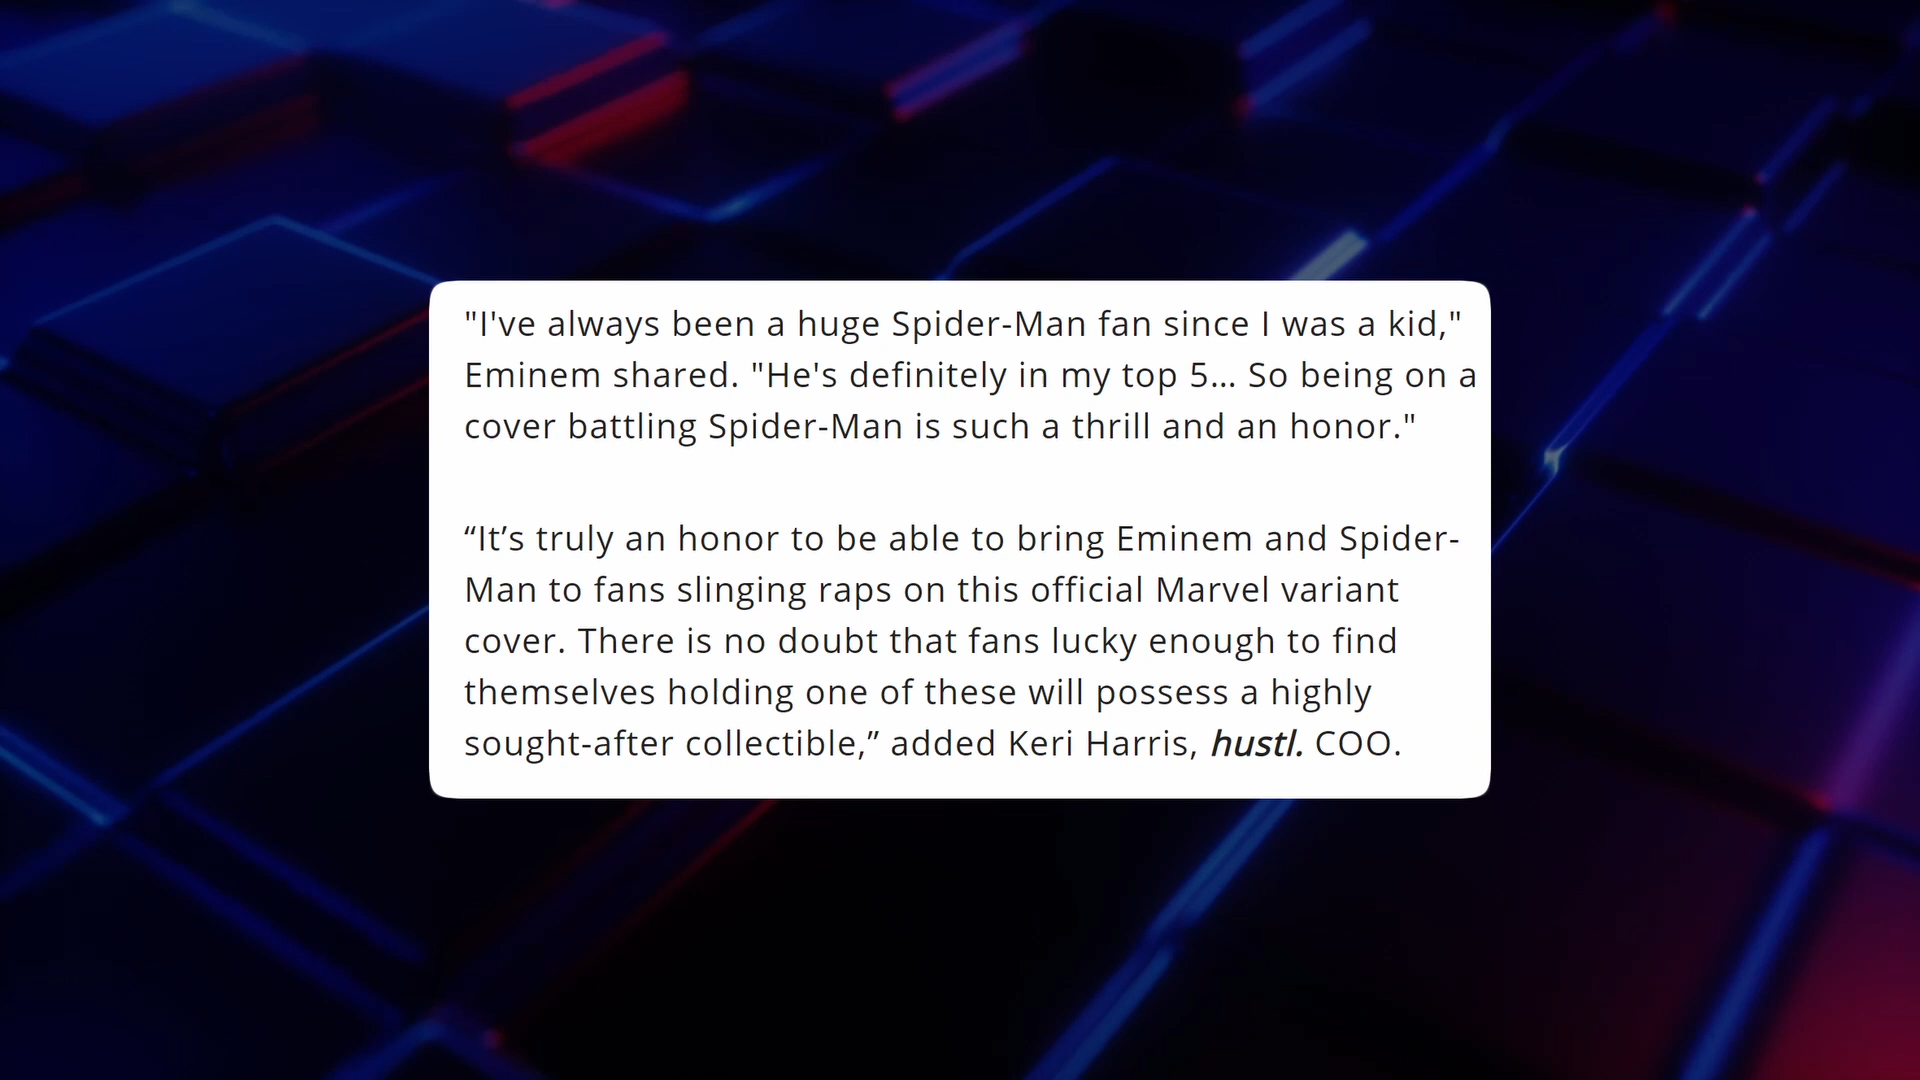 "I've always been a huge Spider-Man fan since I was a kid,"
Eminem shared. "He's definitely in my top 5… So being on a
cover battling Spider-Man is such a thrill and an honor."
“It’s truly an honor to be able to bring Eminem and Spider-
Man to fans slinging raps on this official Marvel variant
cover. There is no doubt that fans lucky enough to find
themselves holding one of these will possess a highly
sought-after collectible,” added Keri Harris, hustl. COO.